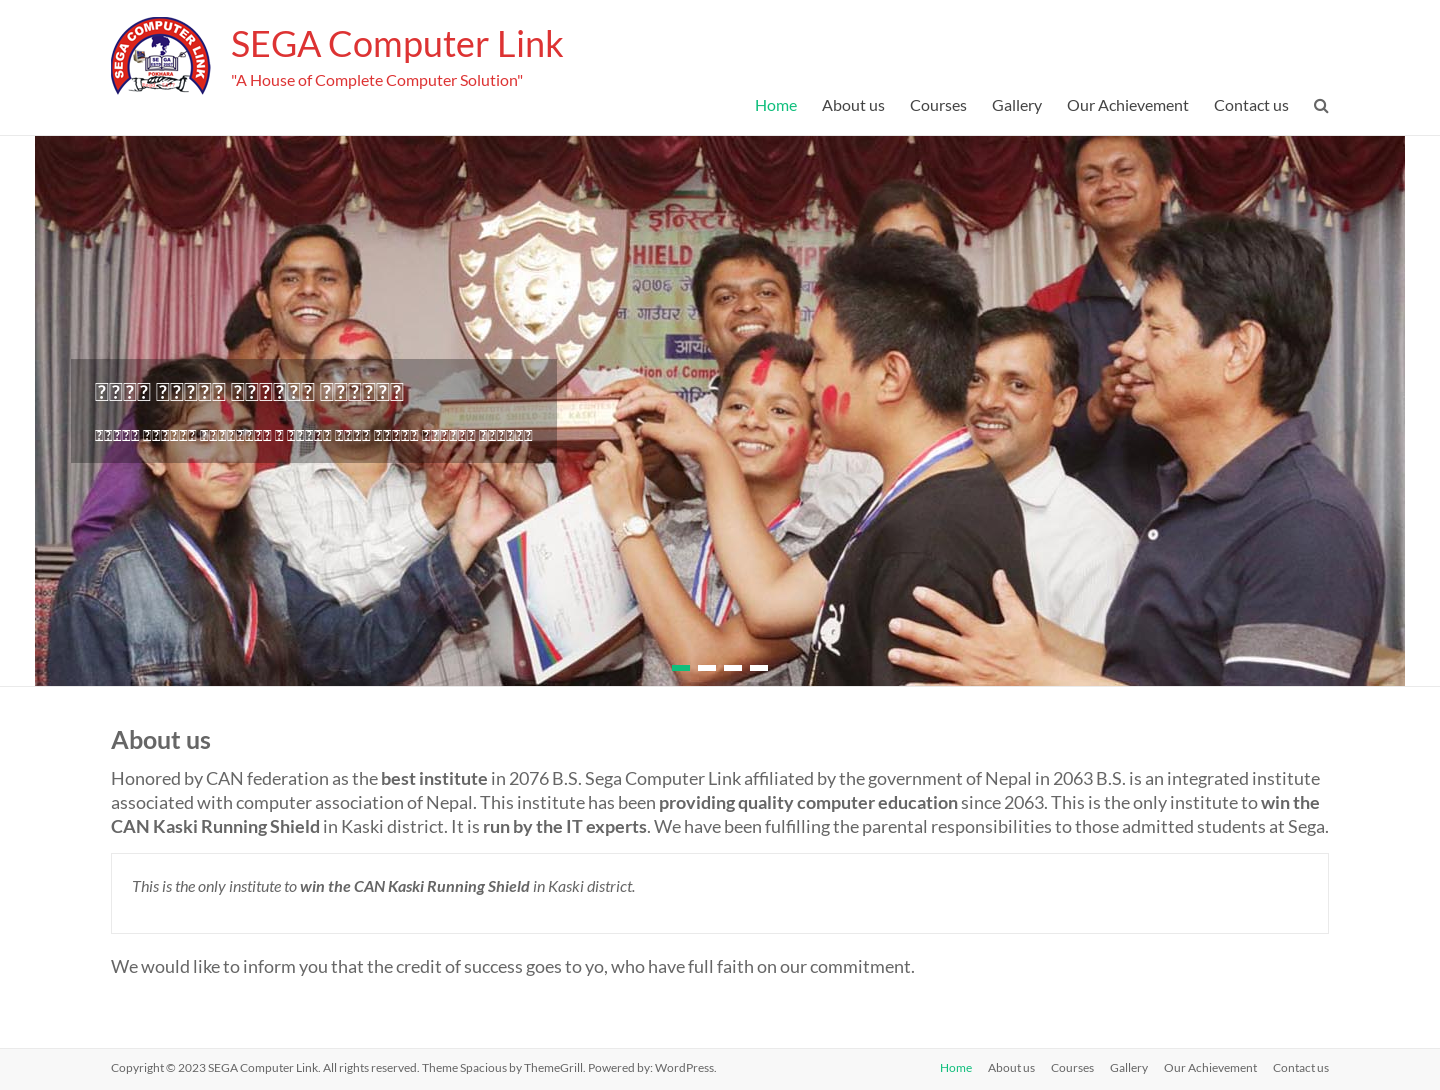 SEGA COMPUTER LINK
SE GA
POKHARA
SEGA Computer Link
"A House of Complete Computer Solution"
Home About us Courses Gallery Our Achievement Contact us
SHIELD
२०७६
RUNNING SHIELD
KASKI
About us
Honored by CAN federation as the best institute in 2076 B.S. Sega Computer Link affiliated by the government of Nepal in 2063 B.S. is an integrated institute
associated with computer association of Nepal. This institute has been providing quality computer education since 2063. This is the only institute to win the
CAN Kaski Running Shield in Kaski district. It is run by the IT experts. We have been fulfilling the parental responsibilities to those admitted students at Sega.
This is the only institute to win the CAN Kaski Running Shield in Kaski district.
We would like to inform you that the credit of success goes to yo, who have full faith on our commitment.
Copyright © 2023 SEGA Computer Link. All rights reserved. Theme Spacious by ThemeGrill. Powered by: WordPress.
Home About us Courses Gallery Our Achievement Contact us